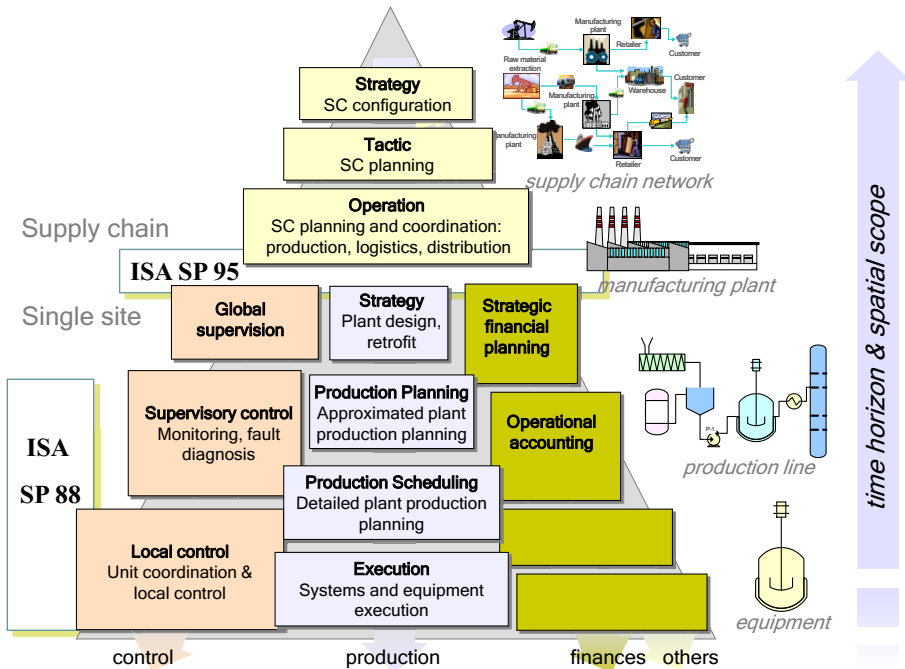 Strategy
SC configuration
Tactic
SC planning
Operation
SC planning and coordination:
production, logistics, distribution
Manufacturing
plant
Retailer
Customer
Raw material
extraction
Customer
Warehouse
Manufacturing
plant
Manufacturing
plant
Retailer
Customer
supply chain network
Supply chain
ISA SP 95
manufacturing plant
Single site
Global
supervision
Strategy
Plant design,
retrofit
Strategic
financial
planning
Supervisory control
Monitoring, fault
diagnosis
Production Planning
Approximated plant
production planning
Operational
accounting
P-1
production line
ISA
SP 88
Production Scheduling
Detailed plant production
planning
Local control
Unit coordination &
local control
Execution
Systems and equipment
execution
equipment
control
production
finances
others
time horizon & spatial scope